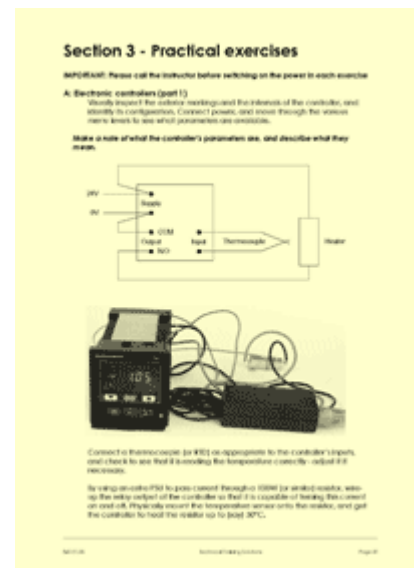 Section 3 - Practical exercises
IMPORTANT: Please call the instructor before switching on the power in each exercise
A: Electronic controllers (part 1)
Visually inspect the exterior markings and the internals of the controller, and
identify its configuration. Connect power, and move through the various
menu levels to see what parameters are available.
Make a note of what the controller's parameters are, and describe what they
mean.
24V
Supply
0V
COM
Output
Input
Thermocouple
Heater
N/O
105
Connect a thermocouple (or RTD) as appropriate to the controller's inputs,
and check to see that it is reading the temperature correctly - adjust if it
necessary.
By using an extra PSU to pass current through a 100W (or similar) resistor, wire
up the relay output of the controller so that it is capable of turning this current
on and off. Physically mount the temperature sensor onto the resistor, and get
the controller to heat the resistor up to (say) 50°C.
Page